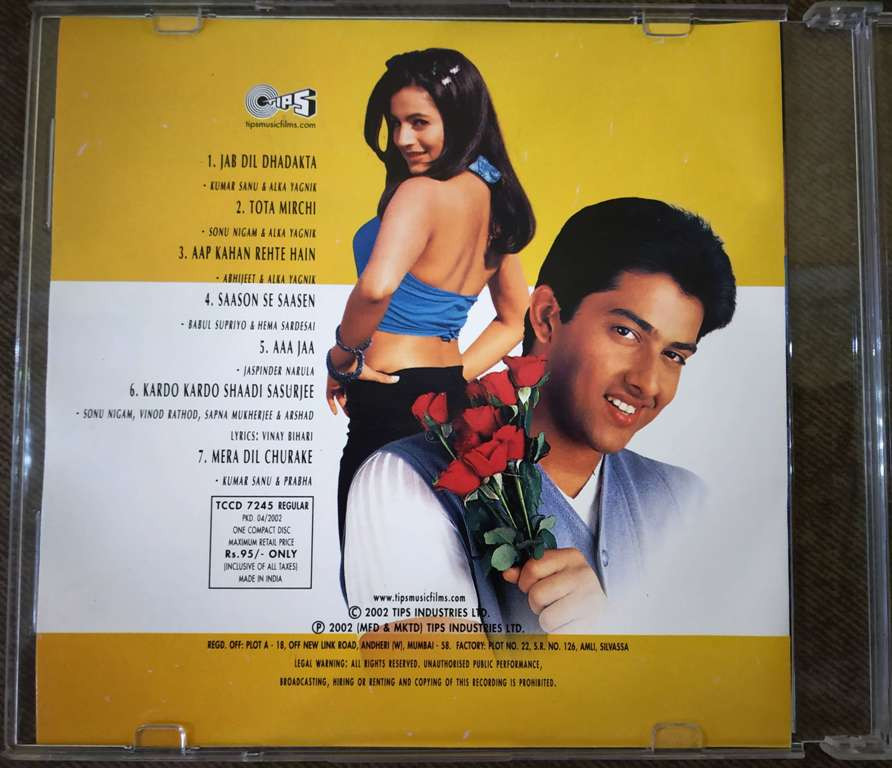 TIPS
tipsmusicfilms.com
1. JAB DIL DHADAKTA
• KUMAR SANU & ALKA YAGNIK
2. TOTA MIRCHI
• SONU NIGAM & ALKA YAGNIK
3. AAP KAHAN REHTE HAIN
• ABHIJEET & ALKA YAGNIK
4. SAASON SE SAASEN
• BABUL SUPRIYO & HEMA SARDESAI
5. AAA JAA
• JASPINDER NARULA
6. KARDO KARDO SHAADI SASURJEE
• SONU NIGAM, VINOD RATHOD, SAPNA MUKHERJEE & ARSHAD
LYRICS: VINAY BIHARI
7. MERA DIL CHURAKE
• KUMAR SANU & PRABHA
TCCD 7245 REGULAR
PKD. 04/2002
ONE COMPACT DISC
MAXIMUM RETAIL PRICE
Rs.95/- ONLY
(INCLUSIVE OF ALL TAXES)
MADE IN INDIA
www.tipsmusicfilms.com
© 2002 TIPS INDUSTRIES LTD.
℗ 2002 (MFD & MKTD) TIPS INDUSTRIES LTD.
REGD. OFF: PLOT A - 18, OFF NEW LINK ROAD, ANDHERI (W), MUMBAI - 58. FACTORY: PLOT NO. 22, S.R. NO. 126, AMLI, SILVASSA
LEGAL WARNING: ALL RIGHTS RESERVED. UNAUTHORISED PUBLIC PERFORMANCE,
BROADCASTING, HIRING OR RENTING AND COPYING OF THIS RECORDING IS PROHIBITED.